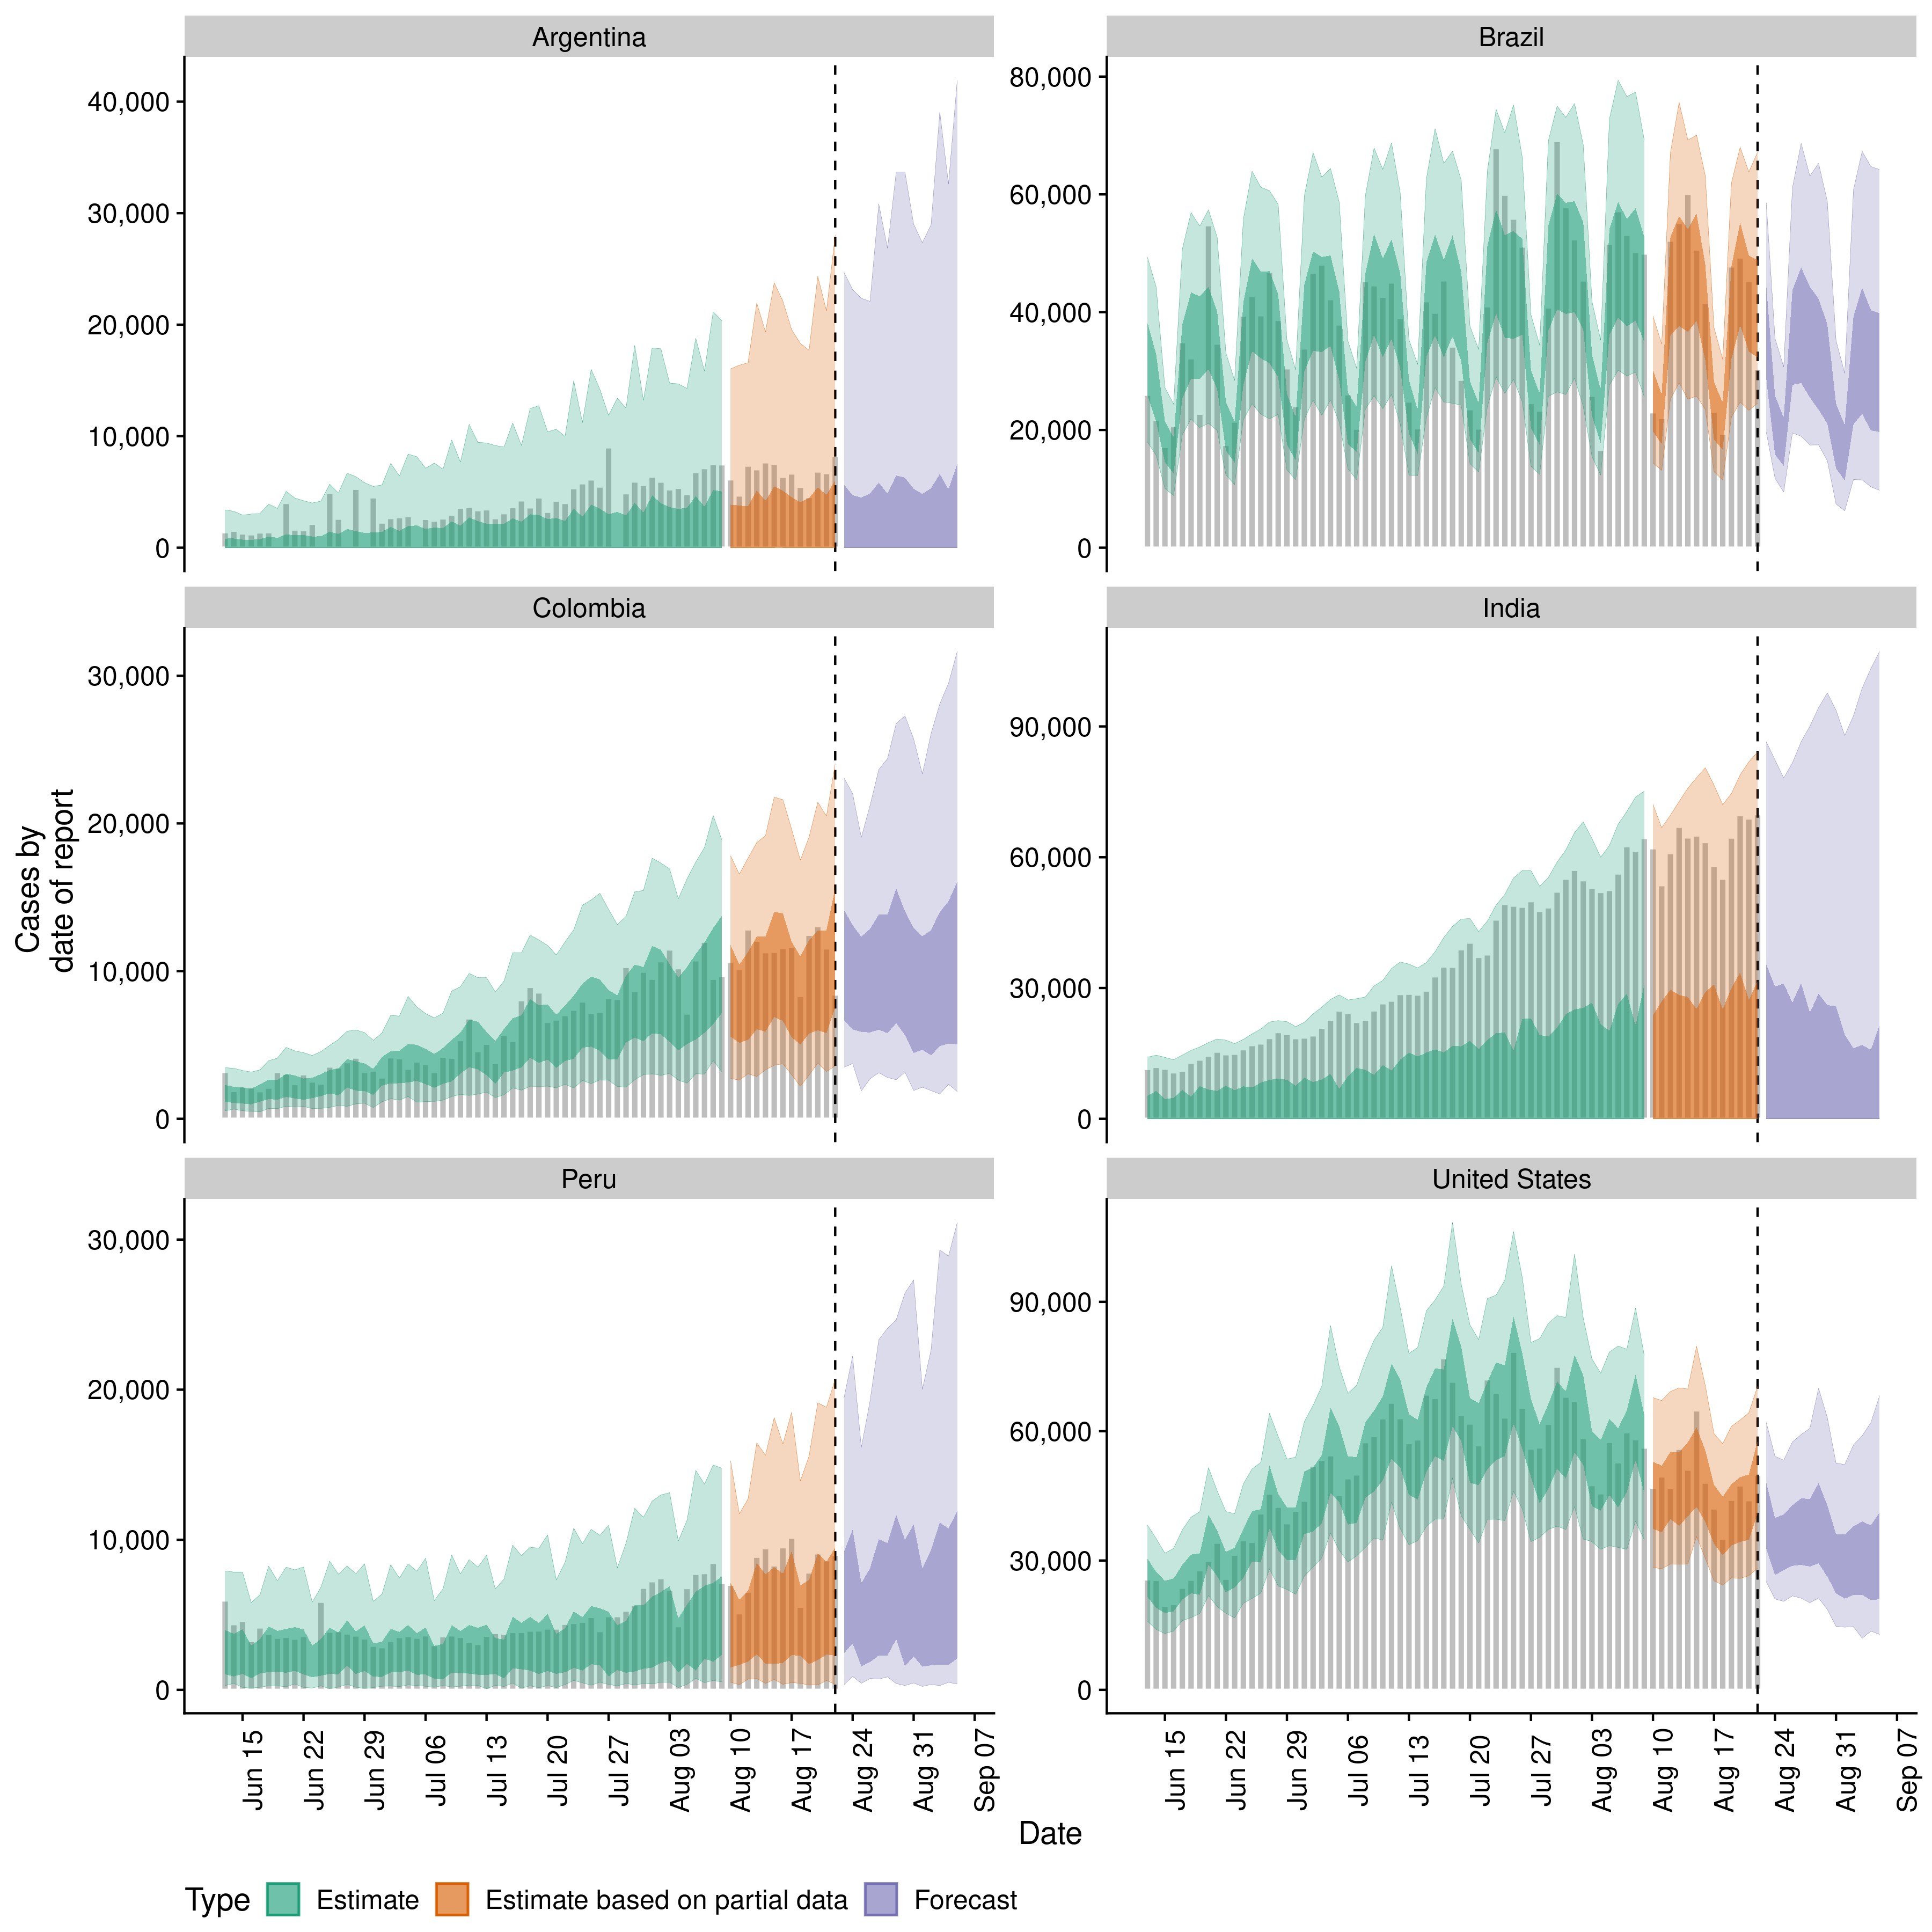 Argentina
Brazil
40,000
30,000
20,000
10,000
0
80,000
60,000
40,000
20,000
0
Colombia
India
30,000
20,000
10,000
0
90,000
60,000
30,000
0
Peru
United States
30,000
20,000
10,000
0
90,000
60,000
30,000
0
Cases by
date of report
Jun 15
Jun 22
Jun 29
Jul 06
Jul 13
Jul 20
Jul 27
Aug 03
Aug 10
Aug 17
Aug 24
Aug 31
Sep 07
Jun 15
Jun 22
Jun 29
Jul 06
Jul 13
Jul 20
Jul 27
Aug 03
Aug 10
Aug 17
Aug 24
Aug 31
Sep 07
Date
Type Estimate Estimate based on partial data Forecast